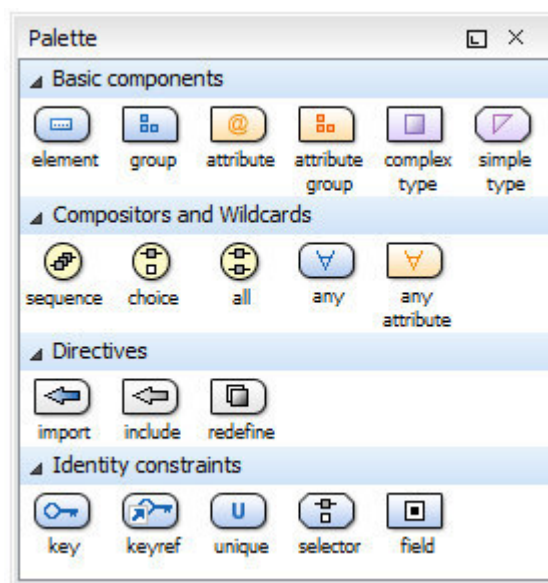 Palette
Basic components
element group attribute attribute group complex type simple type
Compositors and Wildcards
sequence choice all any any attribute
Directives
import include redefine
Identity constraints
key keyref unique selector field